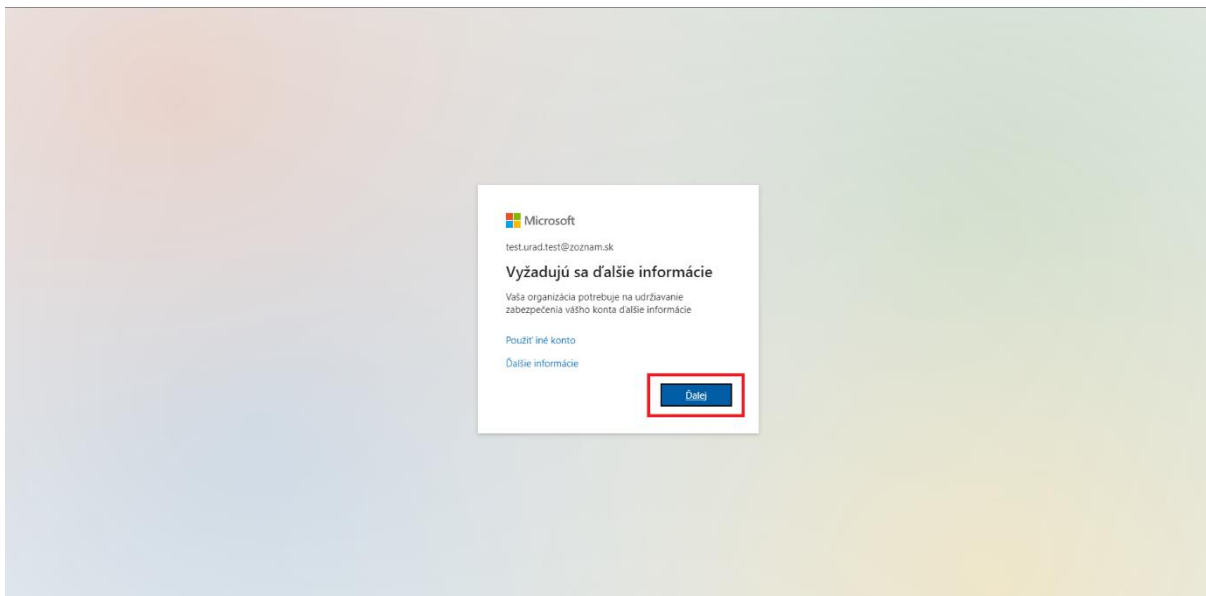 Microsoft
test.urad.test@zoznam.sk
Vyžadujú sa ďalšie informácie
Vaša organizácia potrebuje na udržiavanie
zabezpečenia vášho konta ďalšie informácie
Použiť iné konto
Ďalšie informácie
Ďalej